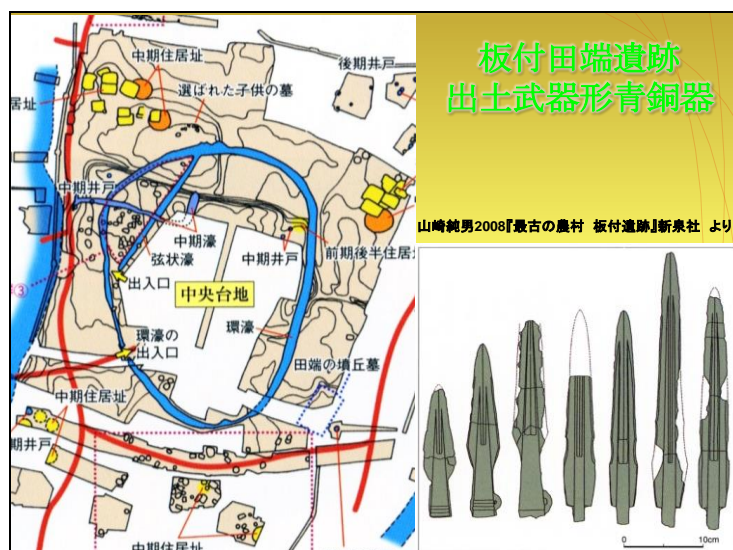 板付田端遺跡
出土武器形青銅器
山崎純男2008『最古の農村　板付遺跡』新泉社　より
中期住居址
後期井戸
居址
選ばれた子供の墓
中期井戸
中期濠
中期井戸
前期後半住居址
弦状濠
③
出入口
中央台地
環濠の
出入口
環濠
田端の墳丘墓
中期住居址
期井戸
中期住居址
0
10cm